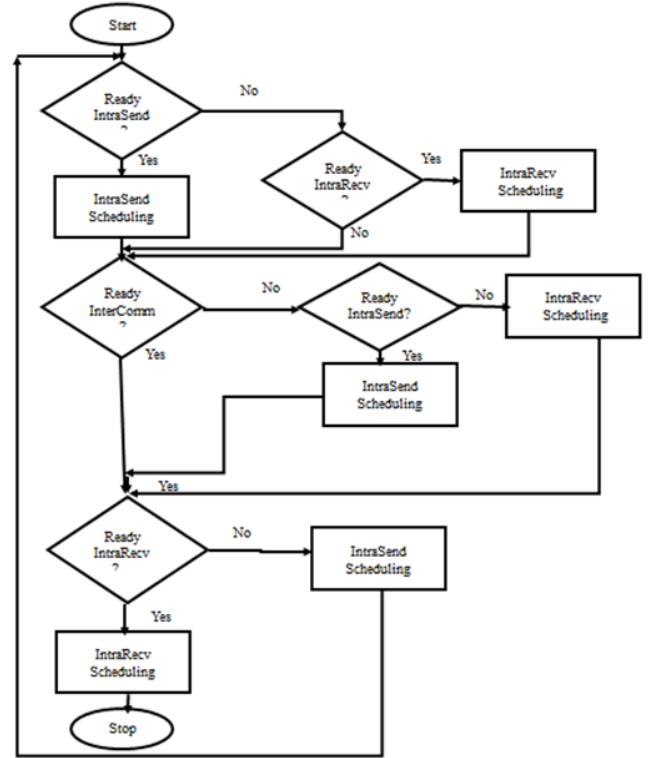 Start
Ready
IntraSend
?
No
Yes
Ready
IntraRecv
?
Yes
IntraRecv
Scheduling
IntraSend
Scheduling
No
Ready
InterComm
?
No
Ready
IntraSend?
No
IntraRecv
Scheduling
Yes
Yes
IntraSend
Scheduling
Yes
Ready
IntraRecv
?
No
IntraSend
Scheduling
Yes
IntraRecv
Scheduling
Stop